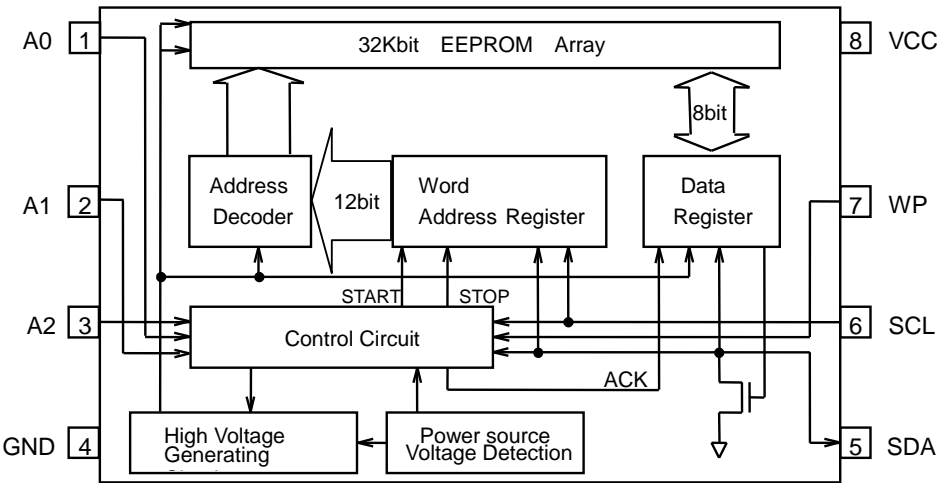 A0 1
32Kbit EEPROM Array
8 VCC
8bit
A1 2
Address
Decoder
12bit
Word
Address Register
Data
Register
7 WP
START STOP
A2 3
Control Circuit
6 SCL
ACK
GND 4
High Voltage
Generating
Power source
Voltage Detection
5 SDA